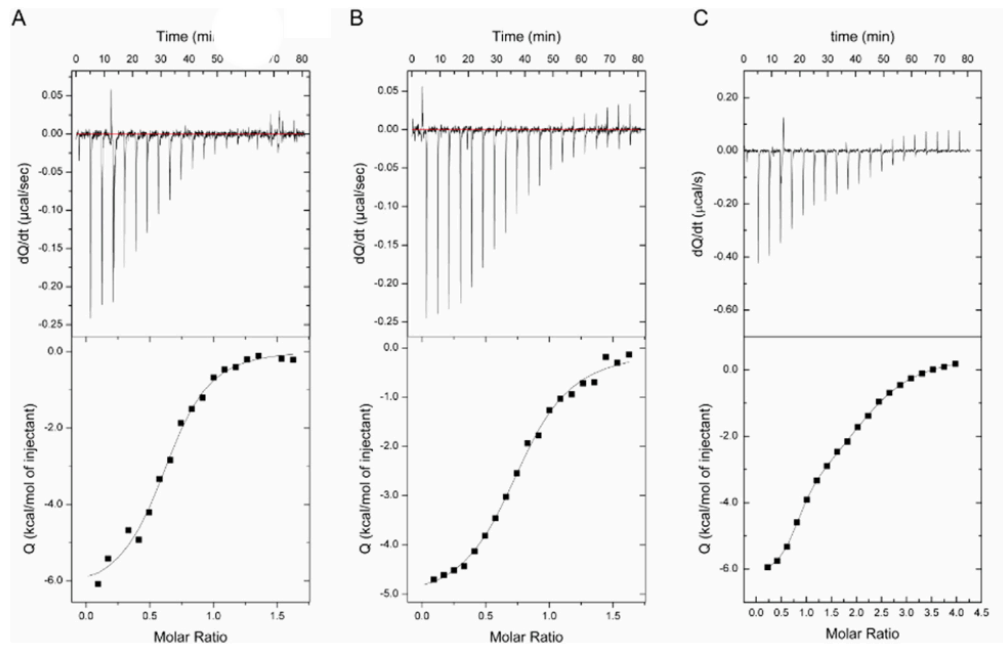 A
B
C
Time (mi
Time (min)
time (min)
0 10 20 30 40 50 70 80
0 10 20 30 40 50 60 70 80
0 10 20 30 40 50 60 70 80
0.05
0.00
-0.05
-0.10
-0.15
-0.20
-0.25
dQ/dt (µcal/sec)
0.05
0.00
-0.05
-0.10
-0.15
-0.20
-0.25
dQ/dt (µcal/sec)
0.20
0.00
-0.20
-0.40
-0.60
dQ/dt (µcal/s)
0.0
-2.0
-4.0
-6.0
Q (kcal/mol of injectant)
0.0
-1.0
-2.0
-3.0
-4.0
-5.0
Q (kcal/mol of injectant)
0.0
-2.0
-4.0
-6.0
Q (kcal/mol of injectant)
0.0 0.5 1.0 1.5
0.0 0.5 1.0 1.5
0.0 0.5 1.0 1.5 2.0 2.5 3.0 3.5 4.0 4.5
Molar Ratio
Molar Ratio
Molar Ratio